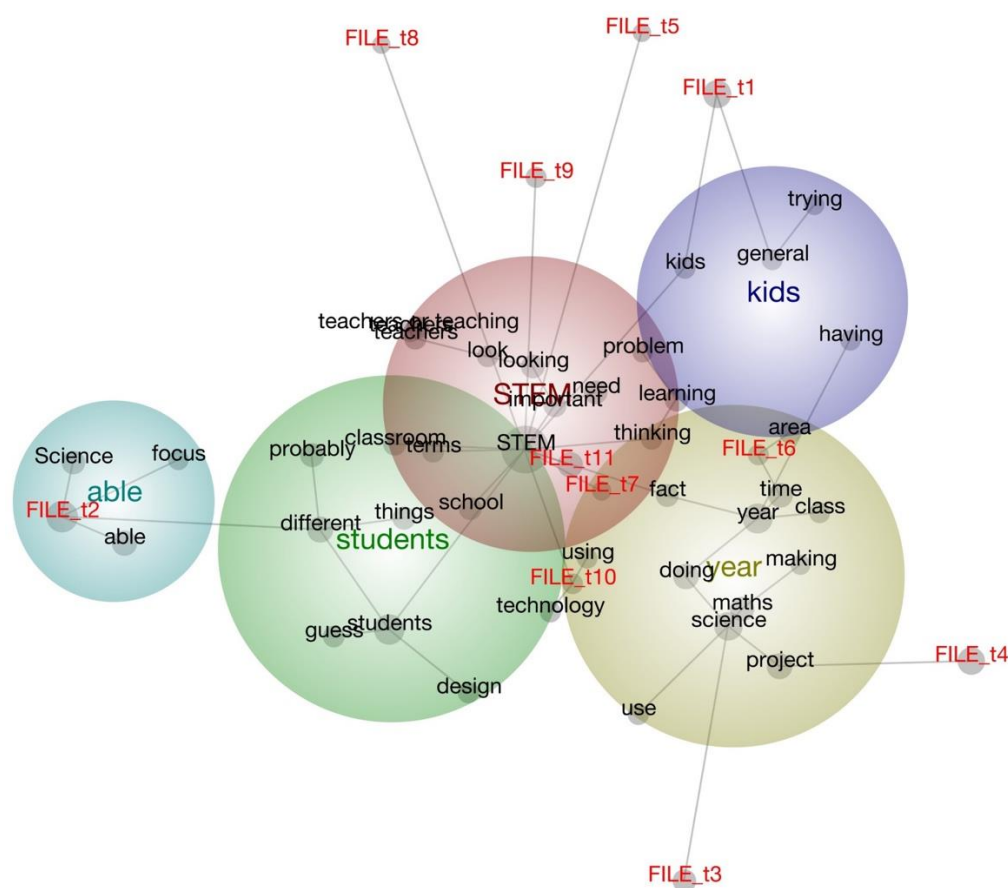 FILE_t8
FILE_t5
FILE_t1
FILE_t9
trying
kids
general
kids
teachers or teaching
teachers
teachers
look
looking
problem
having
STEM
need
important
learning
classroom
terms
STEM
thinking
area
probably
FILE_t11
FILE_t6
Science
focus
able
FILE_t7
fact
time
school
year
class
FILE_t2
different
things
able
students
using
doing
year
making
FILE_t10
technology
maths
science
guess
students
project
FILE_t4
design
use
FILE_t3